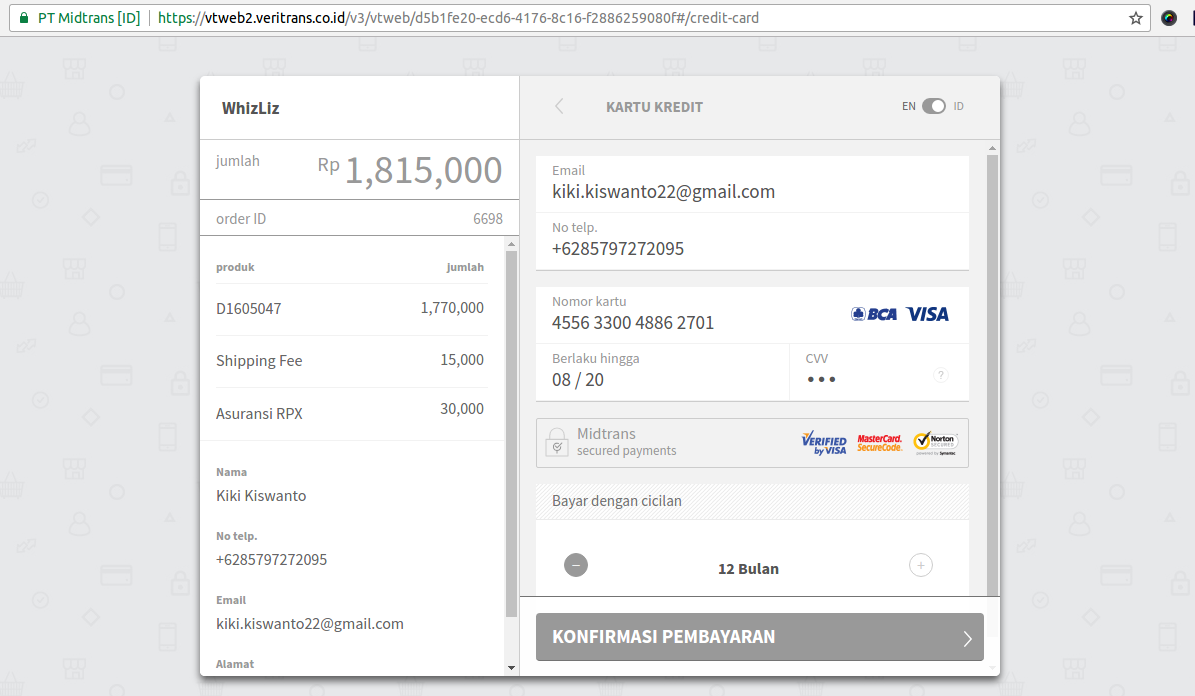 PT Midtrans [ID] https://vtweb2.veritrans.co.id/v3/vtweb/d5b1fe20-ecd6-4176-8c16-f2886259080f#/credit-card
WhizLiz
jumlah Rp 1,815,000
order ID 6698
produk jumlah
D1605047 1,770,000
Shipping Fee 15,000
Asuransi RPX 30,000
Nama
Kiki Kiswanto
No telp.
+6285797272095
Email
kiki.kiswanto22@gmail.com
Alamat
KARTU KREDIT EN ID
Email
kiki.kiswanto22@gmail.com
No telp.
+6285797272095
Nomor kartu
4556 3300 4886 2701 BCA VISA
Berlaku hingga CVV
08 / 20 ••• ?
Midtrans
secured payments
VERIFIED by VISA
MasterCard. SecureCode.
Norton SECURED
powered by Symantec
Bayar dengan cicilan
− 12 Bulan +
KONFIRMASI PEMBAYARAN